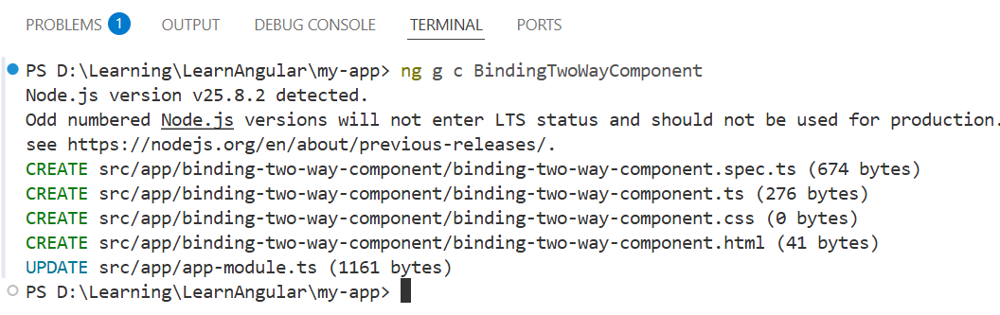 PROBLEMS 1 OUTPUT DEBUG CONSOLE TERMINAL PORTS
PS D:\Learning\LearnAngular\my-app> ng g c BindingTwoWayComponent
Node.js version v25.8.2 detected.
Odd numbered Node.js versions will not enter LTS status and should not be used for production.
see https://nodejs.org/en/about/previous-releases/.
CREATE src/app/binding-two-way-component/binding-two-way-component.spec.ts (674 bytes)
CREATE src/app/binding-two-way-component/binding-two-way-component.ts (276 bytes)
CREATE src/app/binding-two-way-component/binding-two-way-component.css (0 bytes)
CREATE src/app/binding-two-way-component/binding-two-way-component.html (41 bytes)
UPDATE src/app/app-module.ts (1161 bytes)
PS D:\Learning\LearnAngular\my-app>